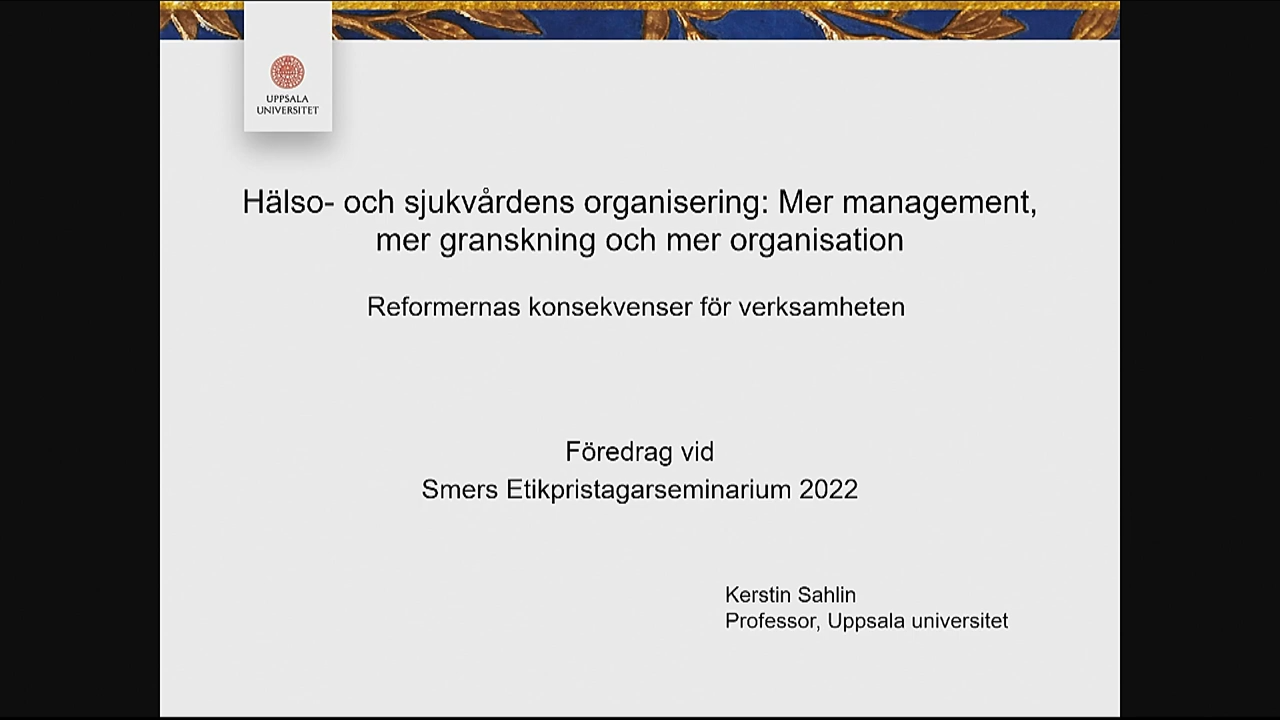 UPPSALA
UNIVERSITET
Hälso- och sjukvårdens organisering: Mer management,
mer granskning och mer organisation
Reformernas konsekvenser för verksamheten
Föredrag vid
Smers Etikpristagarseminarium 2022
Kerstin Sahlin
Professor, Uppsala universitet